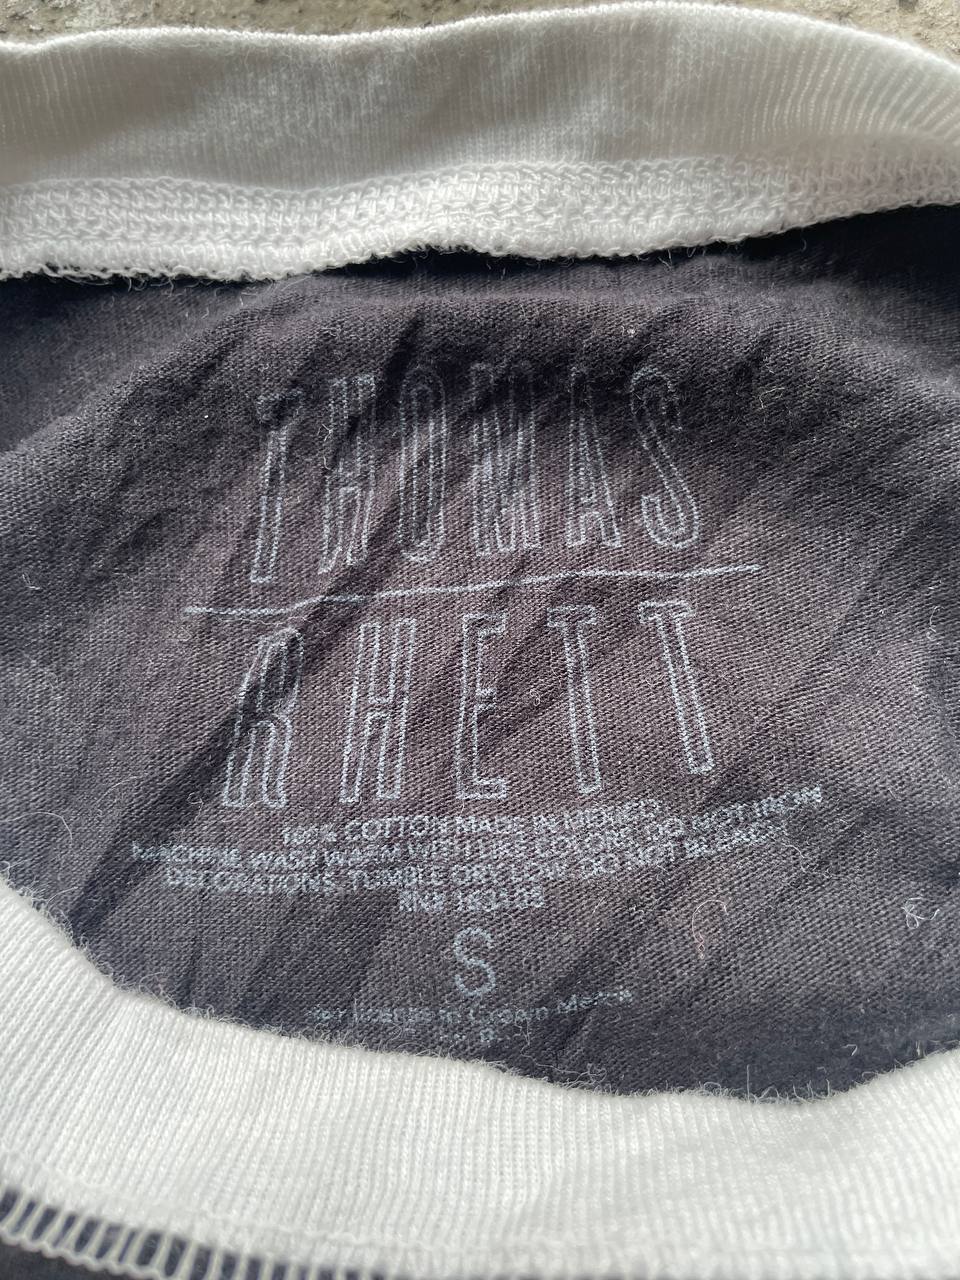 THOMAS
RHETT
100% COTTON MADE IN MEXICO
MACHINE WASH WARM WITH LIKE COLORS. DO NOT IRON
DECORATIONS. TUMBLE DRY LOW. DO NOT BLEACH
RN#
S